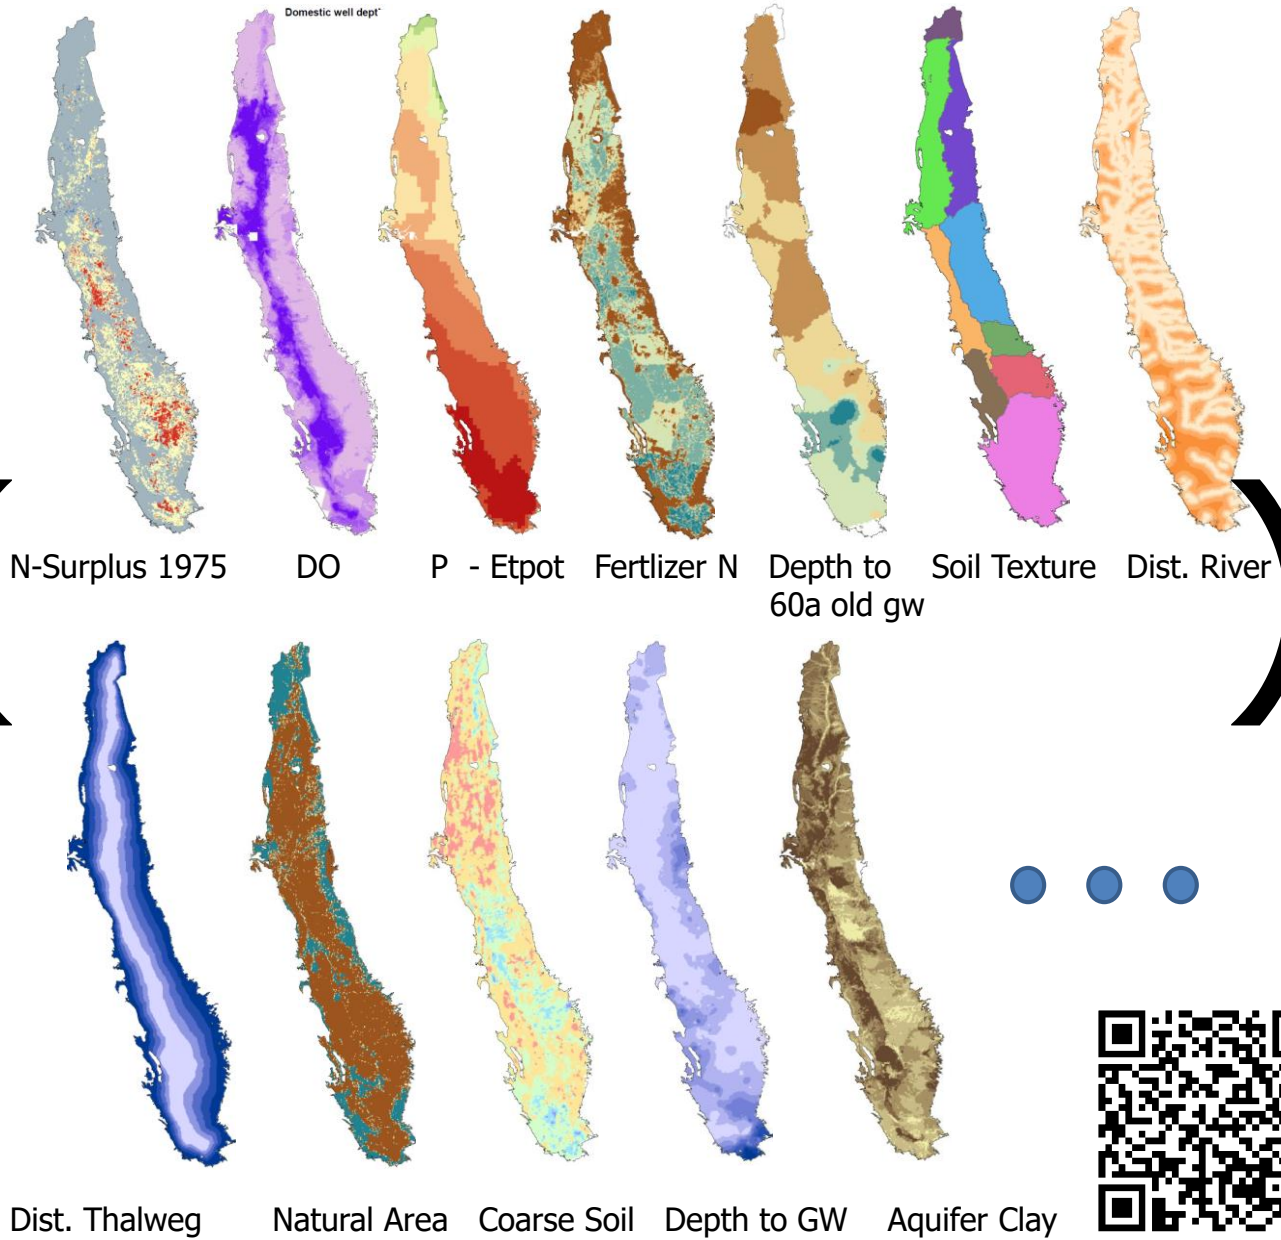 Domestic well dept
N-Surplus 1975 DO P - Etpot Fertlizer N Depth to 60a old gw Soil Texture Dist. River
Dist. Thalweg Natural Area Coarse Soil Depth to GW Aquifer Clay